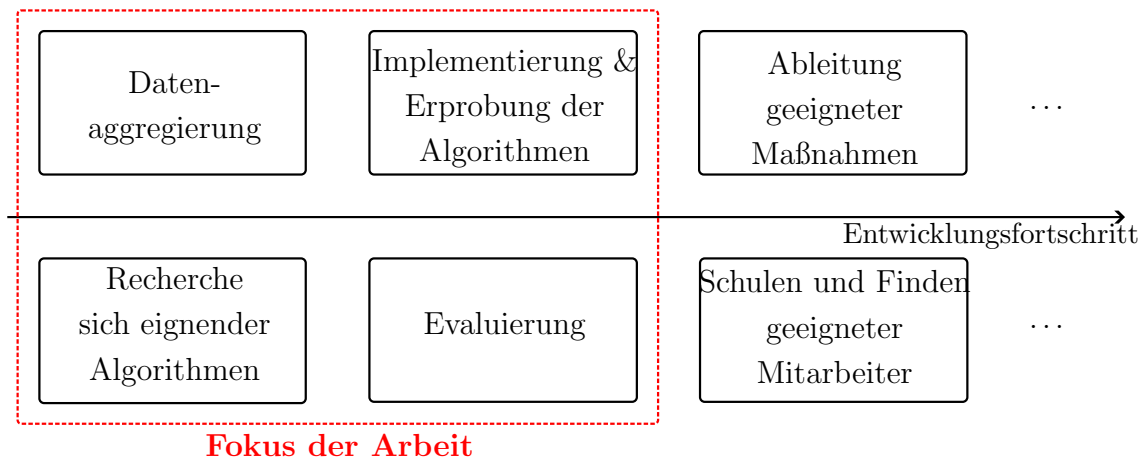 Daten-
aggregierung
Implementierung &
Erprobung der
Algorithmen
Ableitung
geeigneter
Maßnahmen
...
Entwicklungsfortschritt
Recherche
sich eignender
Algorithmen
Evaluierung
Schulen und Finden
geeigneter
Mitarbeiter
...
Fokus der Arbeit